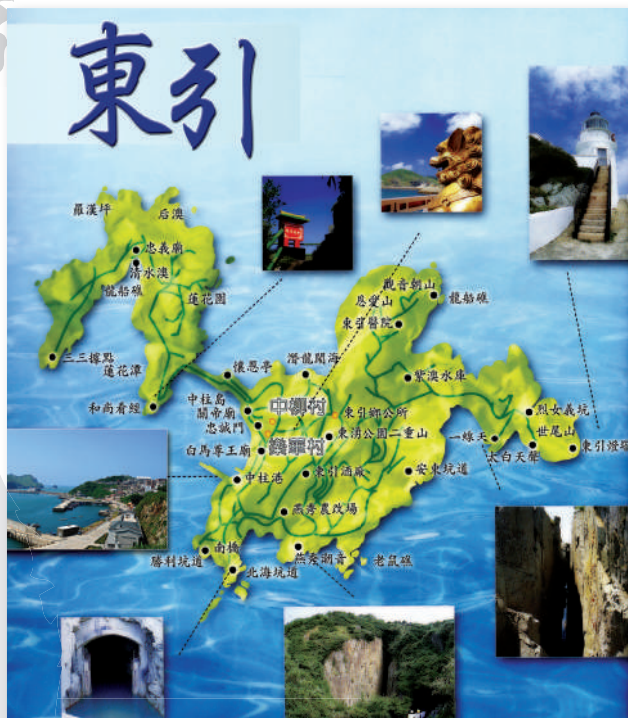 東引
羅漢坪
后澳
忠義廟
清水澳
龍船礁
蓮花園
三三據點
蓮花潭
和尚看經
觀音朝山
恩愛山
龍船礁
東引醫院
懷恩亭
潛龍闖海
紫澳水庫
中柱島
關帝廟
忠誠門
中柳村
東引鄉公所
樂華村
東湧公園二重山
白馬尊王廟
烈女義坑
世尾山
一線天
太白天聲
東引燈塔
中柱港
東引酒廠
安東坑道
燕秀農改場
南橋
勝利坑道
北海坑道
燕秀潮音
老鼠礁